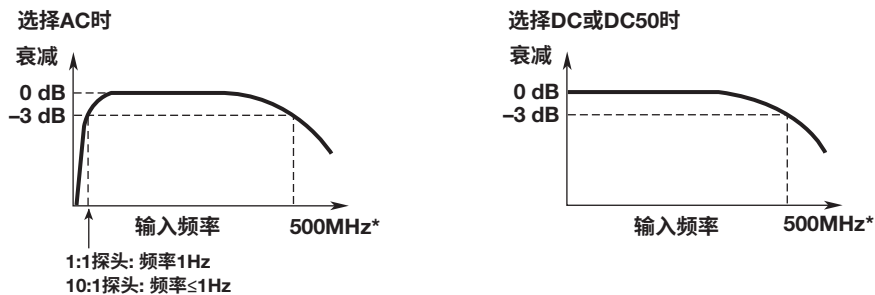 选择AC时
衰减
0 dB
–3 dB
输入频率
500MHz*
1:1探头: 频率1Hz
10:1探头: 频率≤1Hz
选择DC或DC50时
衰减
0 dB
–3 dB
输入频率
500MHz*